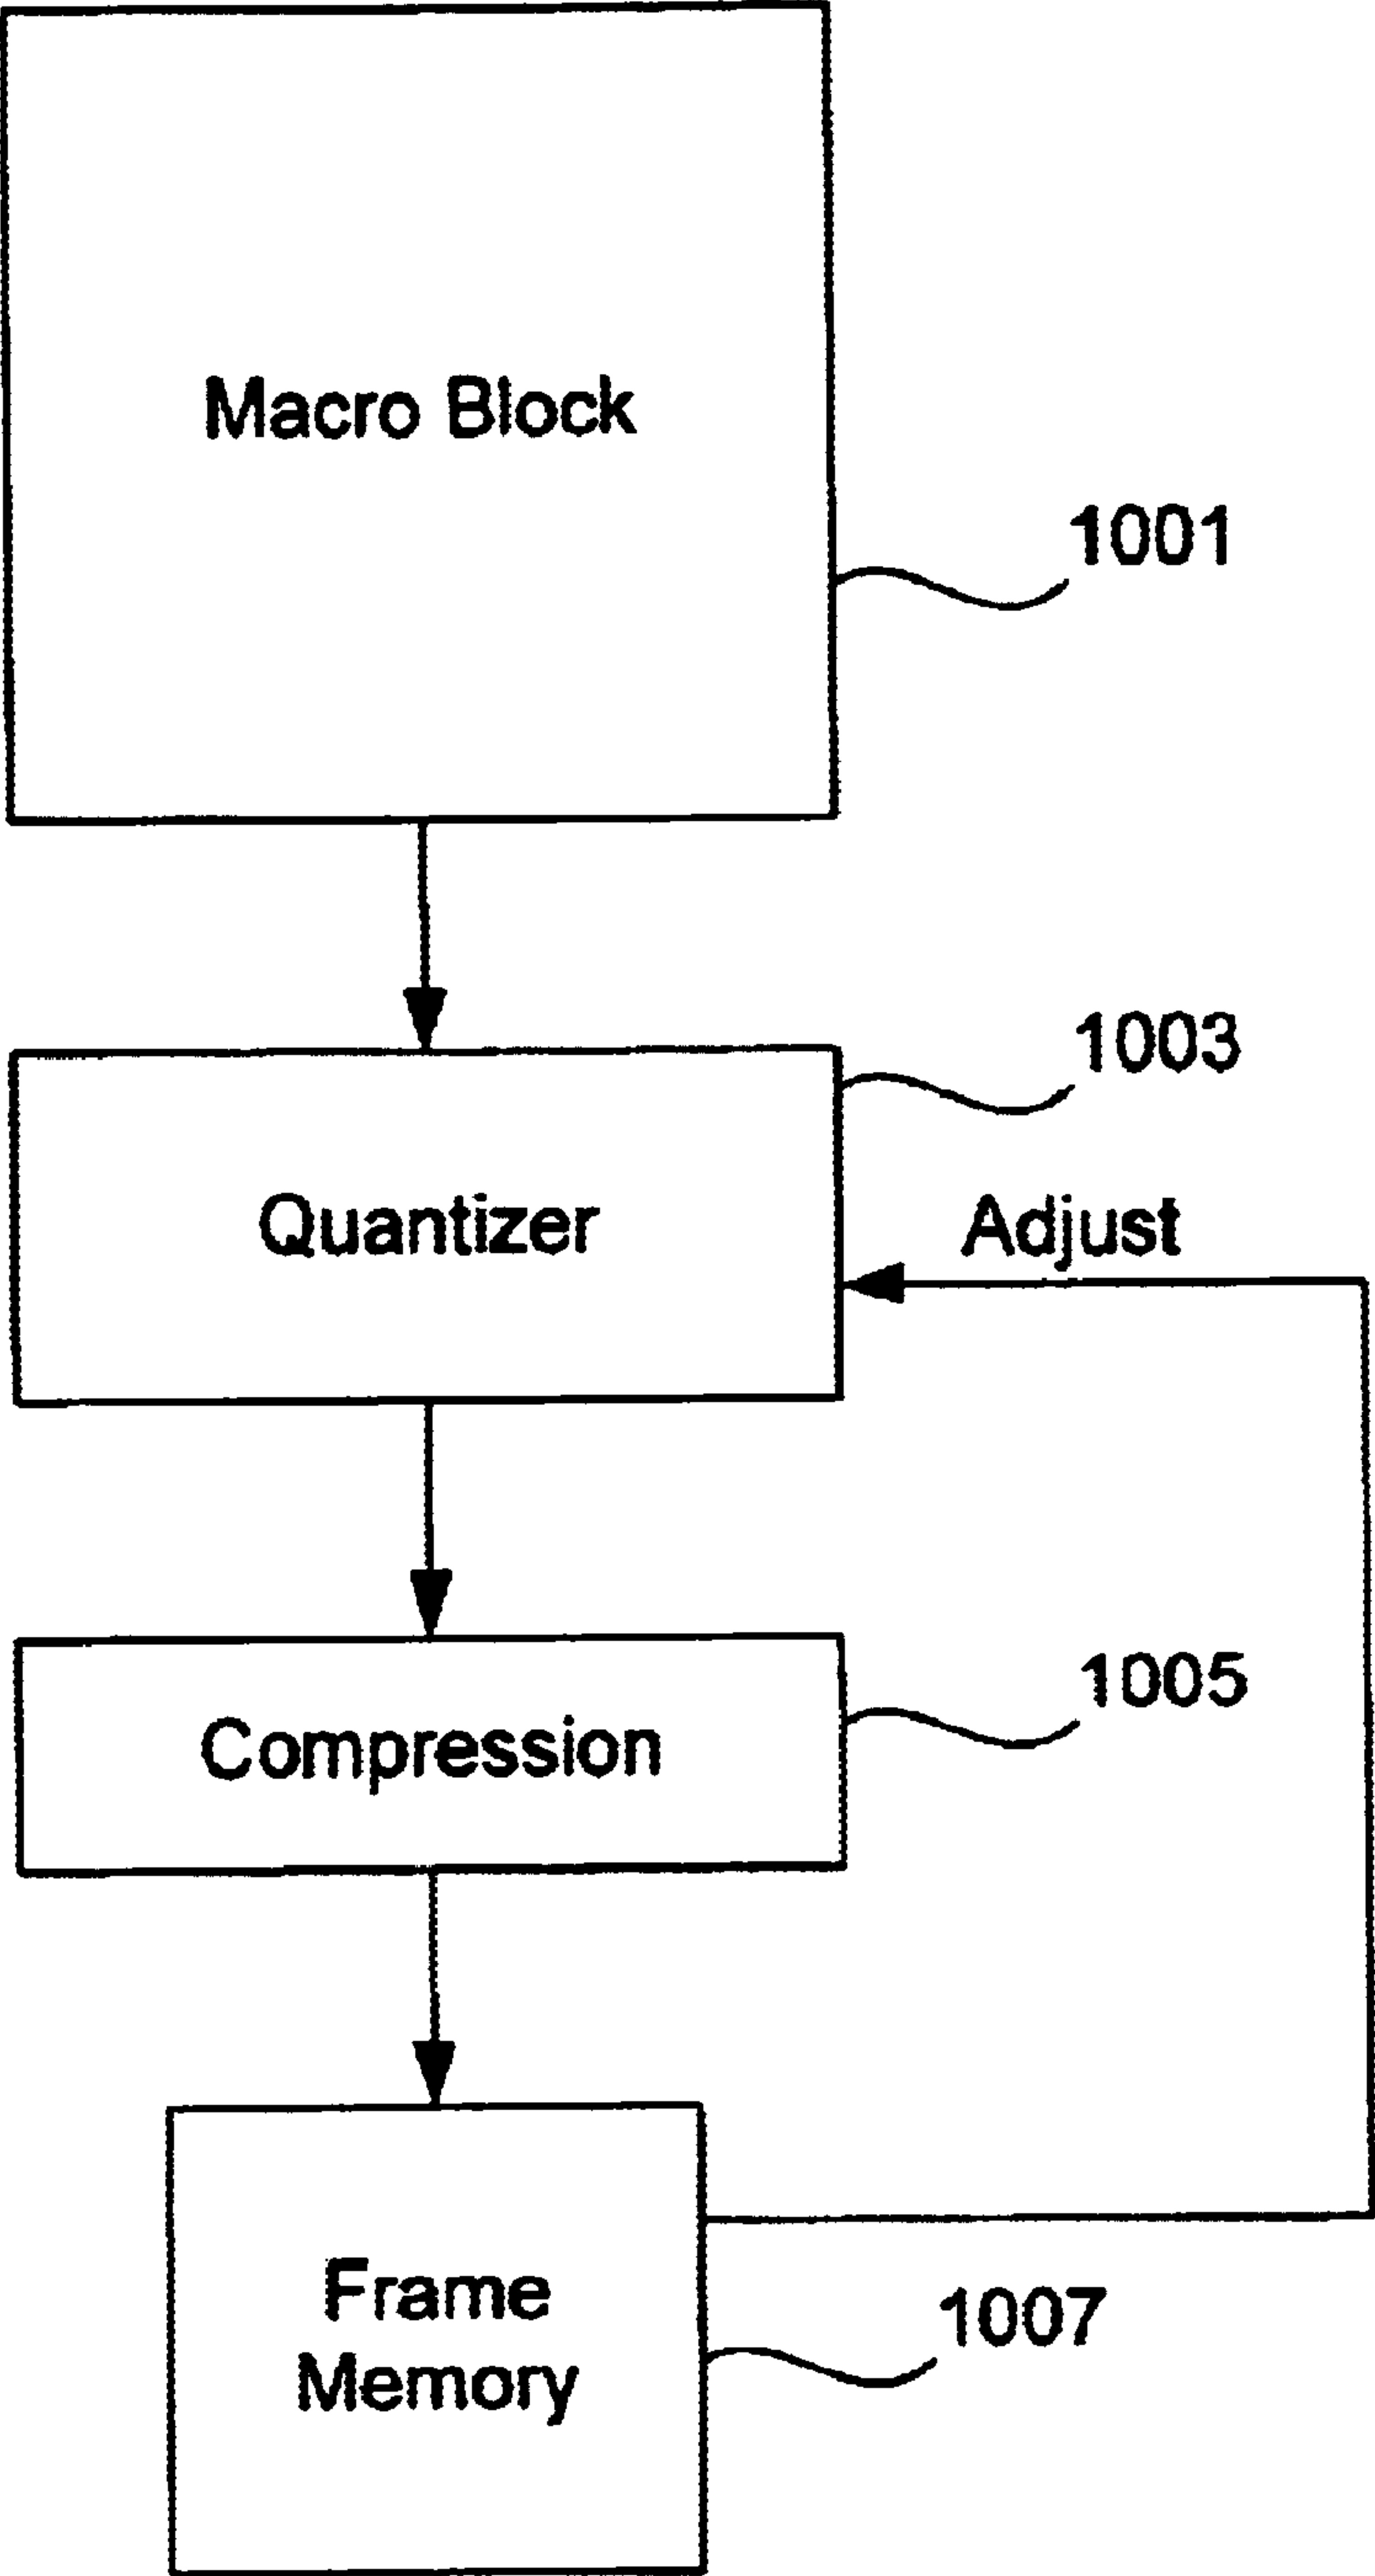 Macro Block
1001
1003
Quantizer
Adjust
1005
Compression
Frame
Memory
1007